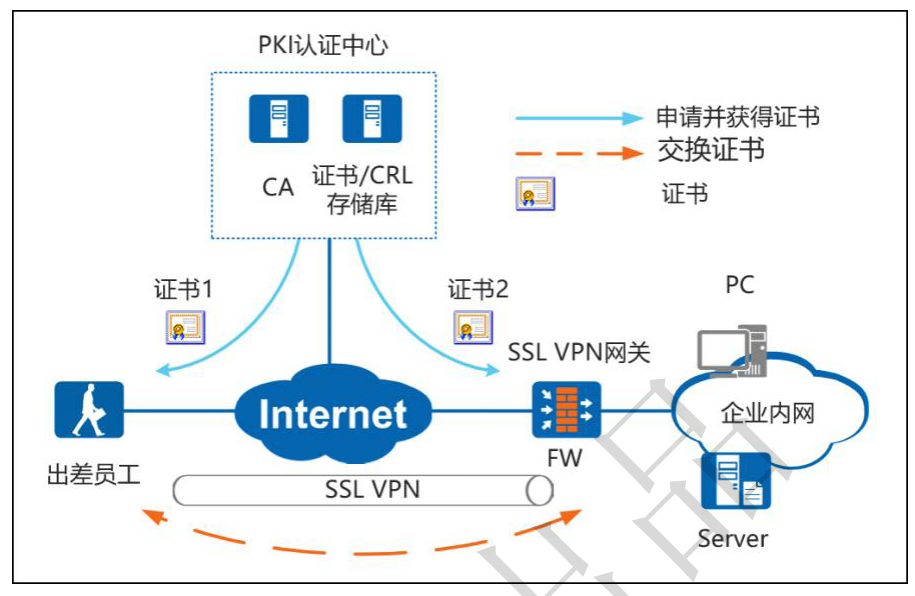 PKI认证中心
CA
证书/CRL
存储库
申请并获得证书
交换证书
证书
证书1
证书2
PC
SSL VPN网关
Internet
企业内网
出差员工
FW
SSL VPN
Server